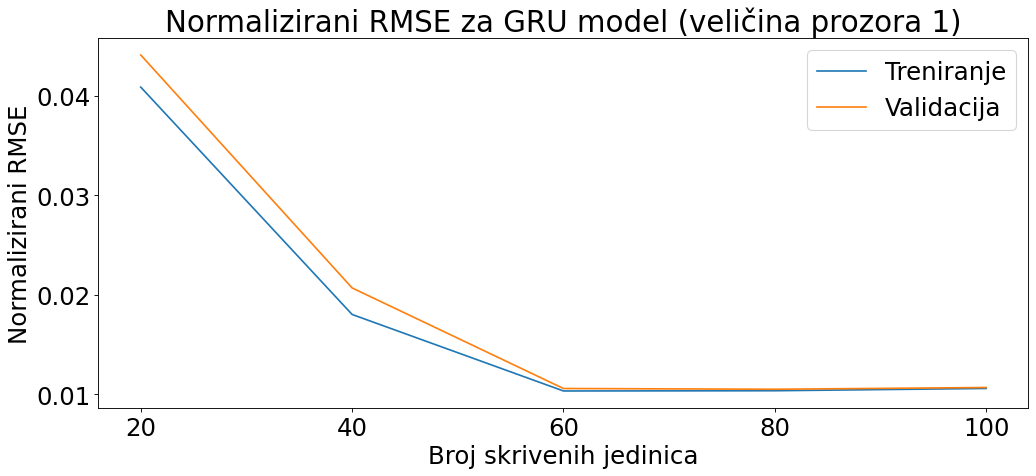 Normalizirani RMSE za GRU model (veličina prozora 1)
Treniranje
Validacija
Normalizirani RMSE
0.04
0.03
0.02
0.01
20 40 60 80 100
Broj skrivenih jedinica